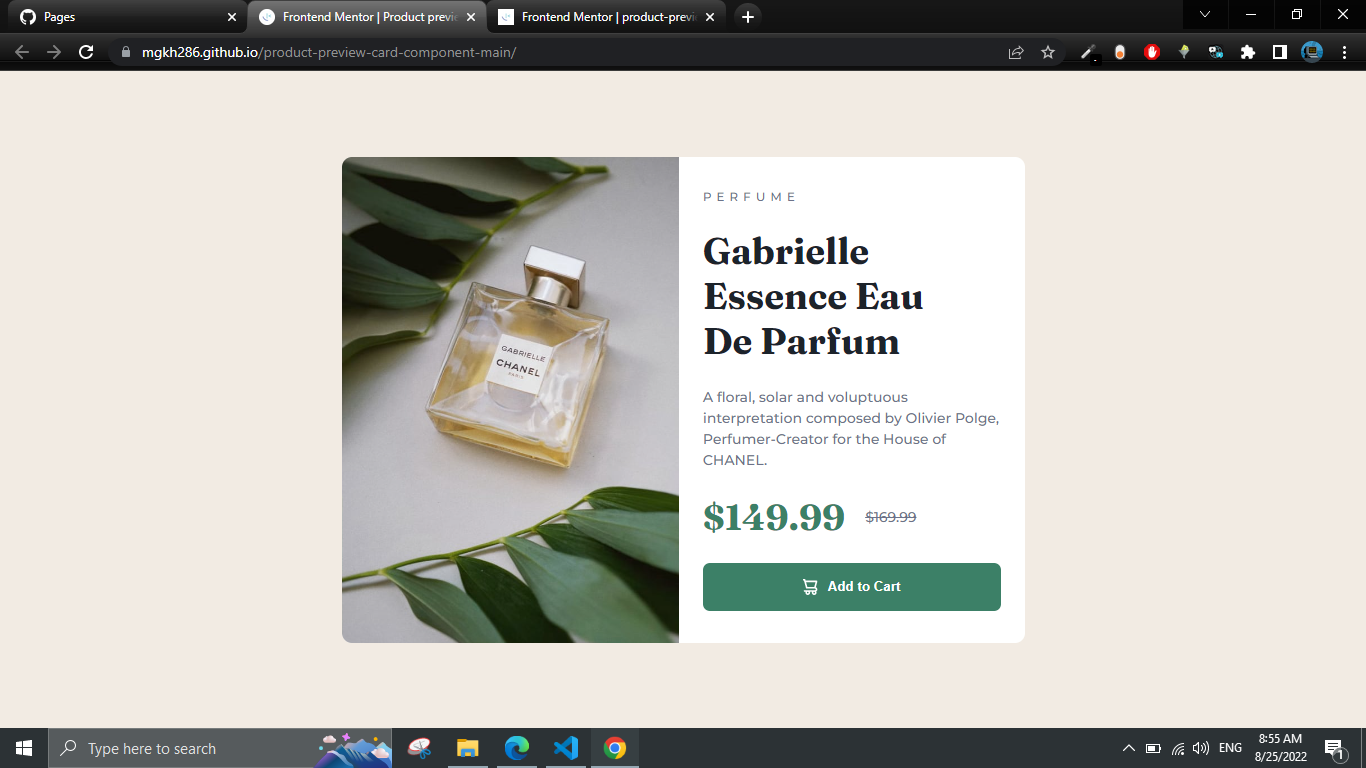 Pages
Frontend Mentor | Product previe
Frontend Mentor | product-previe
mgkh286.github.io/product-preview-card-component-main/
PERFUME
Gabrielle
Essence Eau
De Parfum
GABRIELLE
CHANEL
PARIS
A floral, solar and voluptuous
interpretation composed by Olivier Polge,
Perfumer-Creator for the House of
CHANEL.
$149.99 $169.99
Add to Cart
Type here to search
ENG
8:55 AM
8/25/2022
1